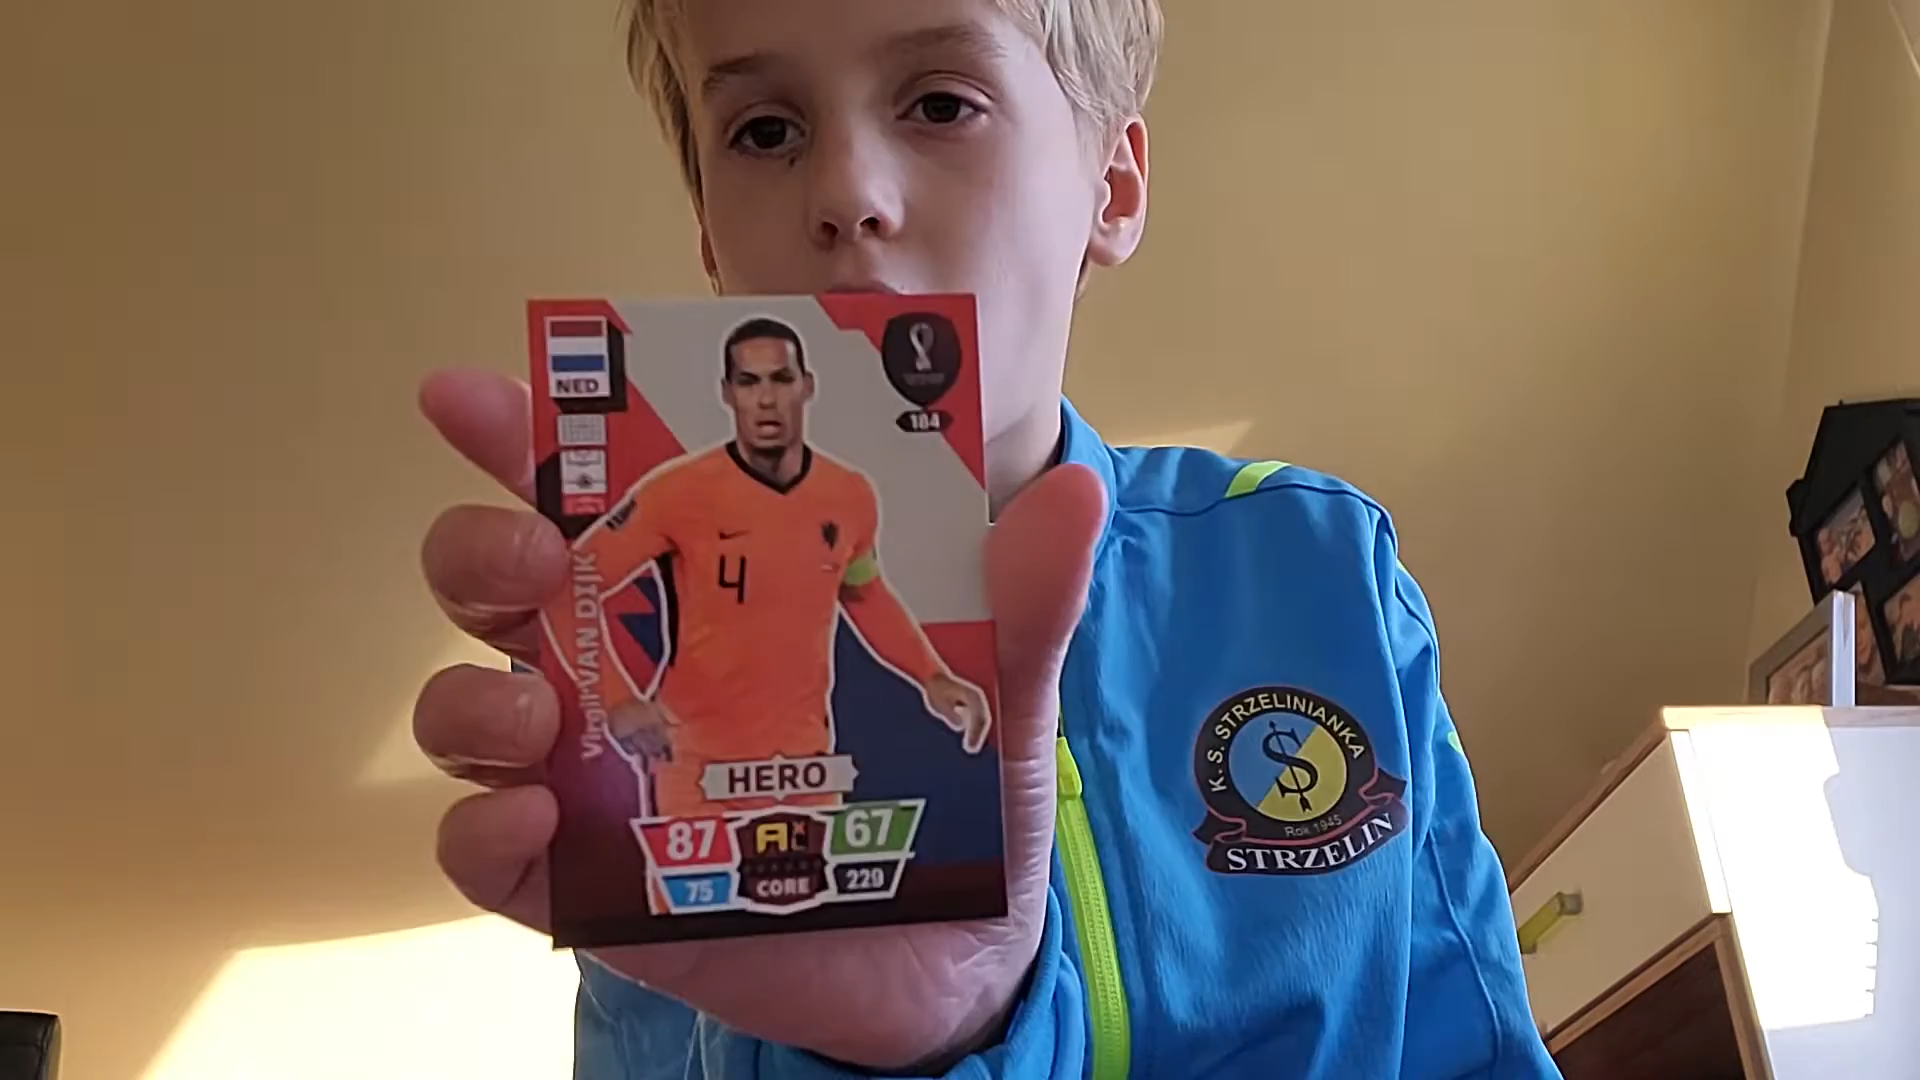 NED
184
4
Virgil VAN DIJK
HERO
87
67
75
CORE
229
K. S. STRZELINIANKA
S
Rok 1945
STRZELIN